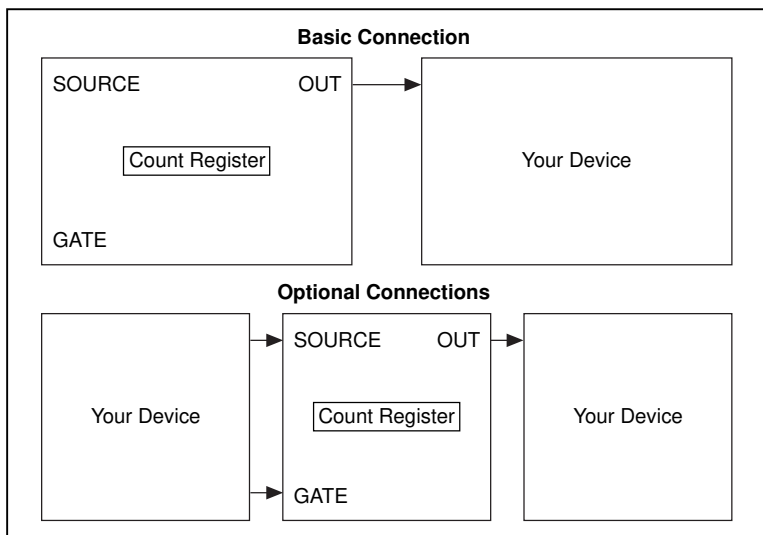 Basic Connection
SOURCE OUT
Count Register
Your Device
GATE
Optional Connections
Your Device
SOURCE OUT
Count Register
GATE
Your Device